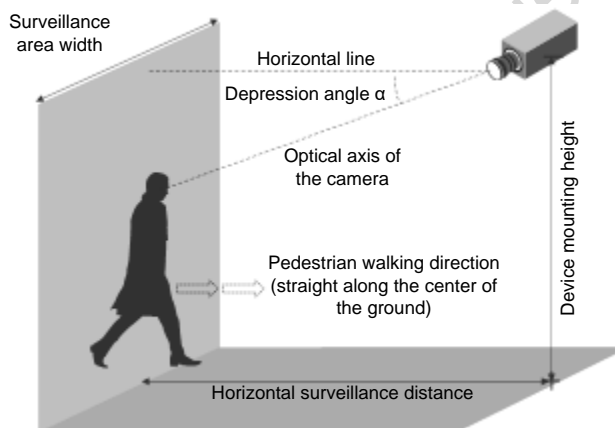 Surveillance
area width
Horizontal line
Depression angle α
Optical axis of
the camera
Device mounting height
Pedestrian walking direction
(straight along the center of
the ground)
Horizontal surveillance distance